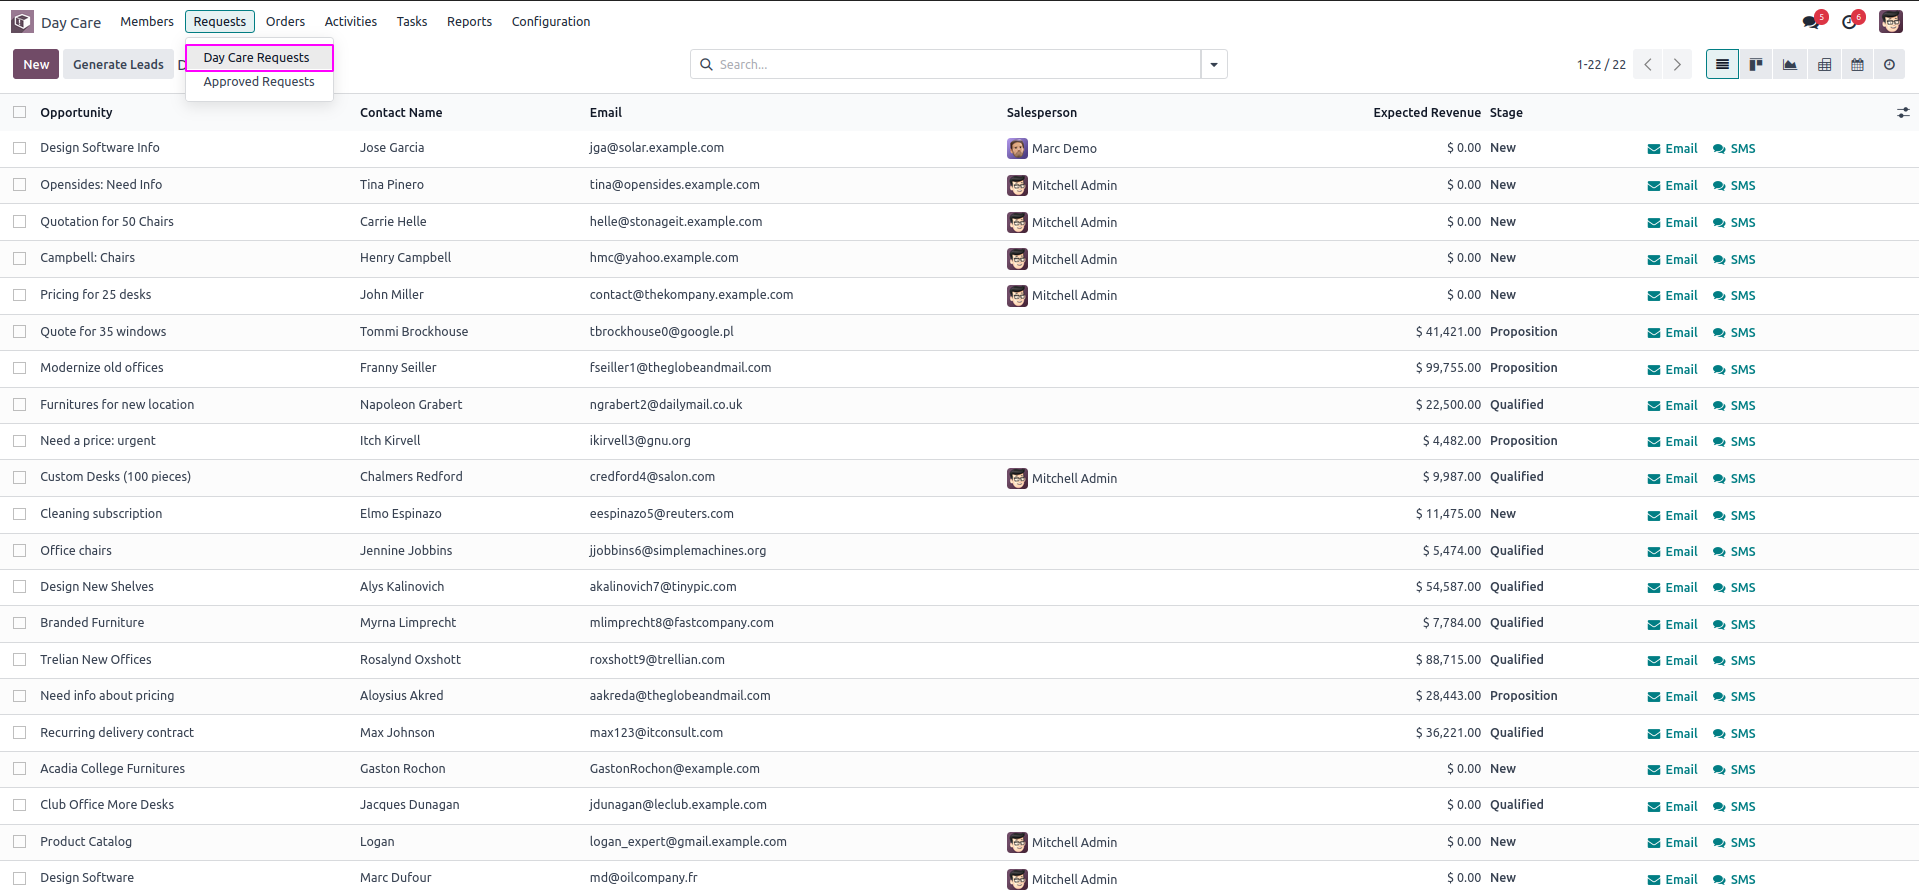 Day Care Members Requests Orders Activities Tasks Reports Configuration 5 6
New Generate Leads D Day Care Requests Search... 1-22 / 22
Approved Requests
Opportunity Contact Name Email Salesperson Expected Revenue Stage
Design Software Info Jose Garcia jga@solar.example.com Marc Demo $ 0.00 New Email SMS
Opensides: Need Info Tina Pinero tina@opensides.example.com Mitchell Admin $ 0.00 New Email SMS
Quotation for 50 Chairs Carrie Helle helle@stonageit.example.com Mitchell Admin $ 0.00 New Email SMS
Campbell: Chairs Henry Campbell hmc@yahoo.example.com Mitchell Admin $ 0.00 New Email SMS
Pricing for 25 desks John Miller contact@thekompany.example.com Mitchell Admin $ 0.00 New Email SMS
Quote for 35 windows Tommi Brockhouse tbrockhouse0@google.pl $ 41,421.00 Proposition Email SMS
Modernize old offices Franny Seiller fseiller1@theglobeandmail.com $ 99,755.00 Proposition Email SMS
Furnitures for new location Napoleon Grabert ngrabert2@dailymail.co.uk $ 22,500.00 Qualified Email SMS
Need a price: urgent Itch Kirvell ikirvell3@gnu.org $ 4,482.00 Proposition Email SMS
Custom Desks (100 pieces) Chalmers Redford credford4@salon.com Mitchell Admin $ 9,987.00 Qualified Email SMS
Cleaning subscription Elmo Espinazo eespinazo5@reuters.com $ 11,475.00 New Email SMS
Office chairs Jennine Jobbins jjobbins6@simplemachines.org $ 5,474.00 Qualified Email SMS
Design New Shelves Alys Kalinovich akalinovich7@tinypic.com $ 54,587.00 Qualified Email SMS
Branded Furniture Myrna Limprecht mlimprecht8@fastcompany.com $ 7,784.00 Qualified Email SMS
Trelian New Offices Rosalynd Oxshott roxshott9@trellian.com $ 88,715.00 Qualified Email SMS
Need info about pricing Aloysius Akred aakreda@theglobeandmail.com $ 28,443.00 Proposition Email SMS
Recurring delivery contract Max Johnson max123@itconsult.com $ 36,221.00 Qualified Email SMS
Acadia College Furnitures Gaston Rochon GastonRochon@example.com $ 0.00 New Email SMS
Club Office More Desks Jacques Dunagan jdunagan@leclub.example.com $ 0.00 Qualified Email SMS
Product Catalog Logan logan_expert@gmail.example.com Mitchell Admin $ 0.00 New Email SMS
Design Software Marc Dufour md@oilcompany.fr Mitchell Admin $ 0.00 New Email SMS